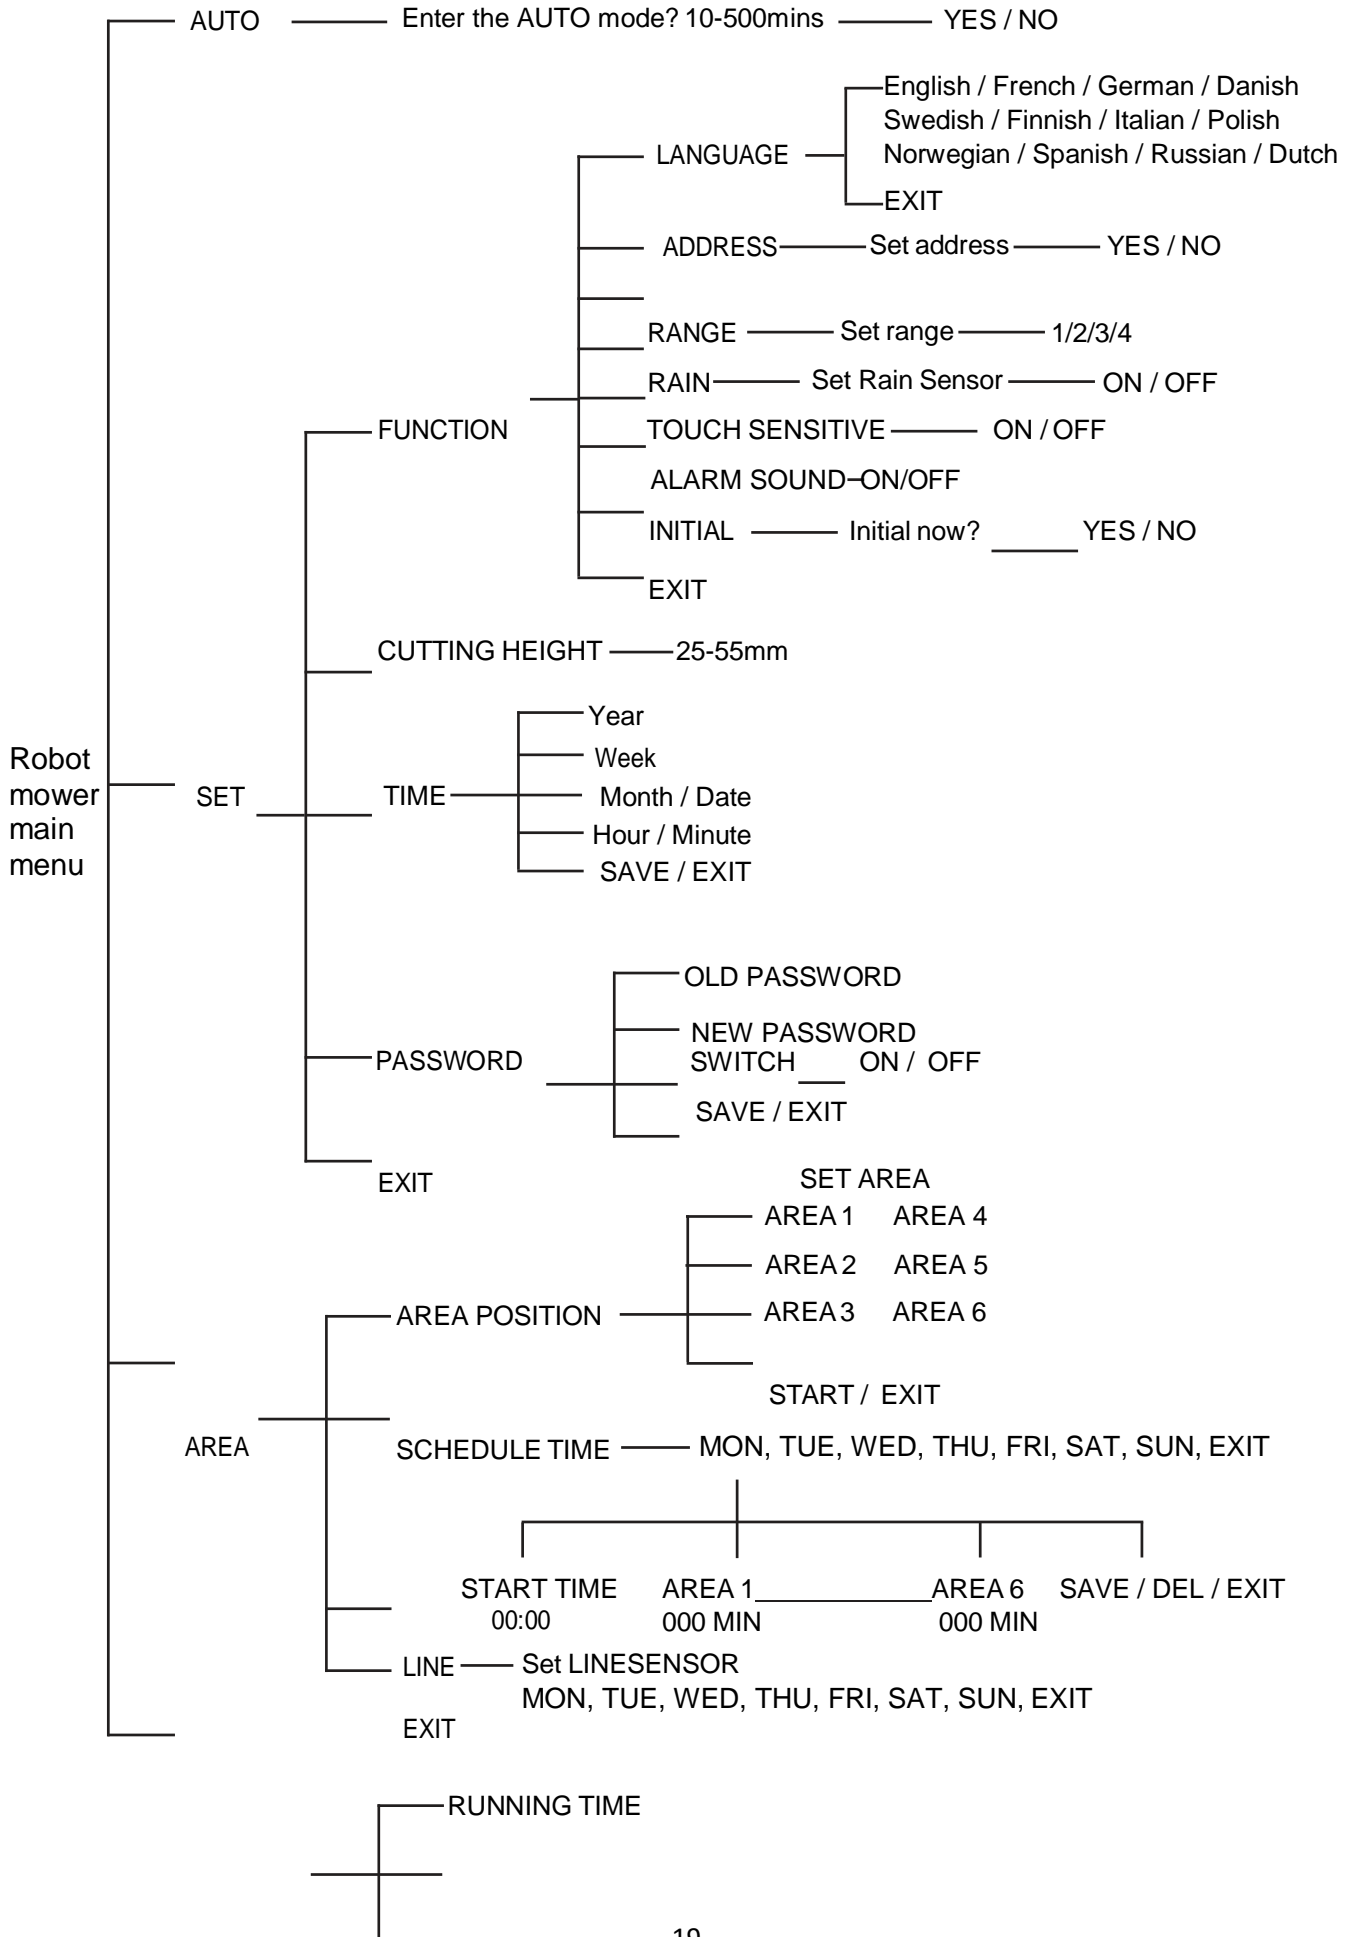 AUTO Enter the AUTO mode? 10-500mins YES / NO
English / French / German / Danish
Swedish / Finnish / Italian / Polish
LANGUAGE Norwegian / Spanish / Russian / Dutch
EXIT
ADDRESS Set address YES / NO
RANGE Set range 1/2/3/4
RAIN Set Rain Sensor ON / OFF
FUNCTION TOUCH SENSITIVE ON / OFF
ALARM SOUND ON/OFF
INITIAL Initial now? YES / NO
EXIT
CUTTING HEIGHT 25-55mm
Year
Week
Robot
mower
main
menu
SET TIME Month / Date
Hour / Minute
SAVE / EXIT
OLD PASSWORD
NEW PASSWORD
PASSWORD SWITCH ON / OFF
SAVE / EXIT
EXIT
SET AREA
AREA 1 AREA 4
AREA 2 AREA 5
AREA POSITION AREA 3 AREA 6
START / EXIT
AREA SCHEDULE TIME MON, TUE, WED, THU, FRI, SAT, SUN, EXIT
START TIME AREA 1 AREA 6 SAVE / DEL / EXIT
00:00 000 MIN 000 MIN
LINE Set LINESENSOR
MON, TUE, WED, THU, FRI, SAT, SUN, EXIT
EXIT
RUNNING TIME
19